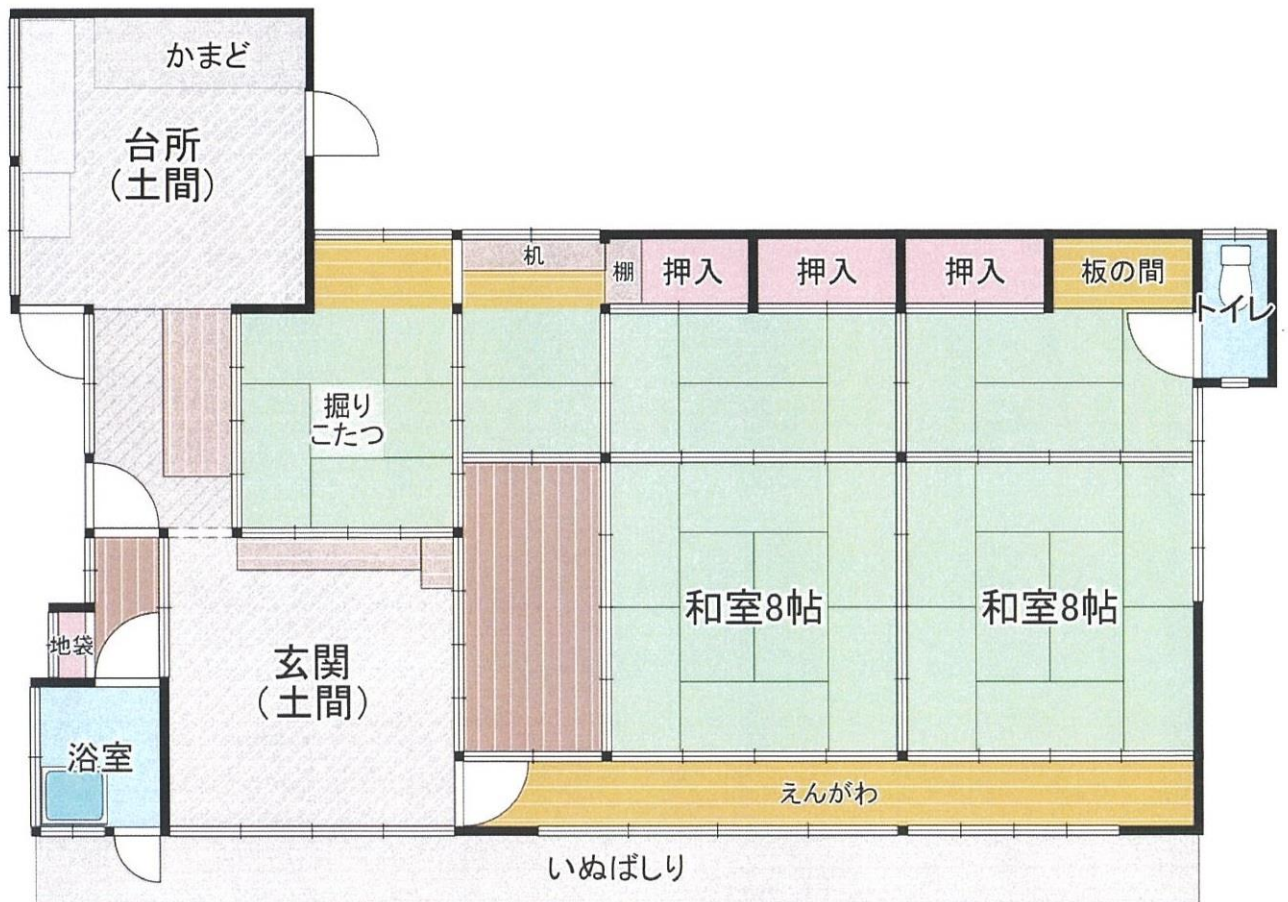 かまど
台所
(土間)
机
棚
押入
押入
押入
板の間
トイレ
掘り
こたつ
和室8帖
和室8帖
地袋
玄関
(土間)
浴室
えんがわ
いぬばしり